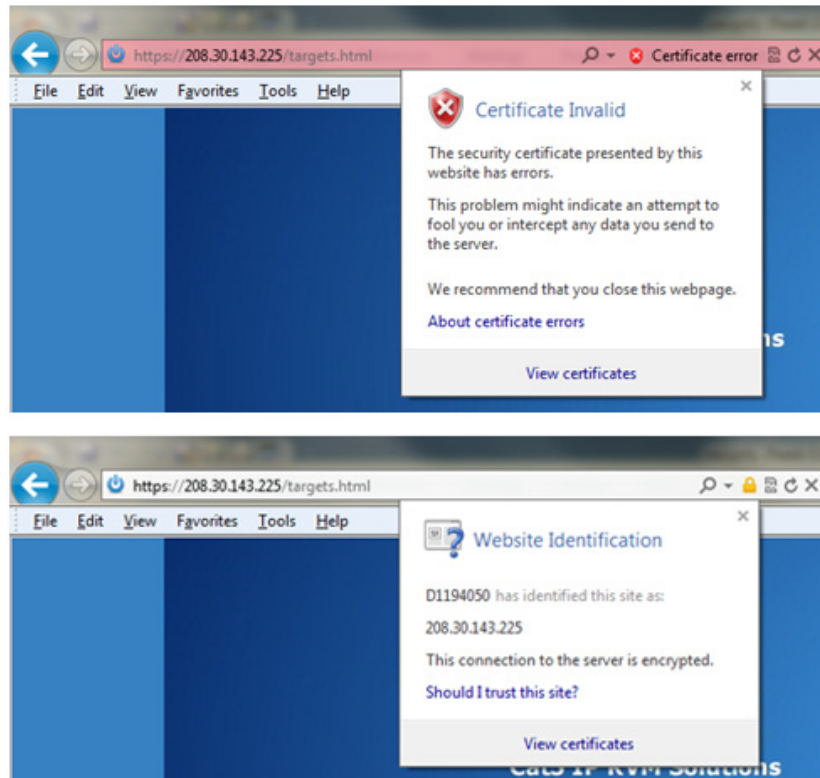 https://208.30.143.225/targets.html Certificate error
File Edit View Favorites Tools Help
Certificate Invalid
The security certificate presented by this
website has errors.
This problem might indicate an attempt to
fool you or intercept any data you send to
the server.
We recommend that you close this webpage.
About certificate errors
ns
View certificates
https://208.30.143.225/targets.html
File Edit View Favorites Tools Help
Website Identification
D1194050 has identified this site as:
208.30.143.225
This connection to the server is encrypted.
Should I trust this site?
View certificates
Cat5 IP KVM Solutions